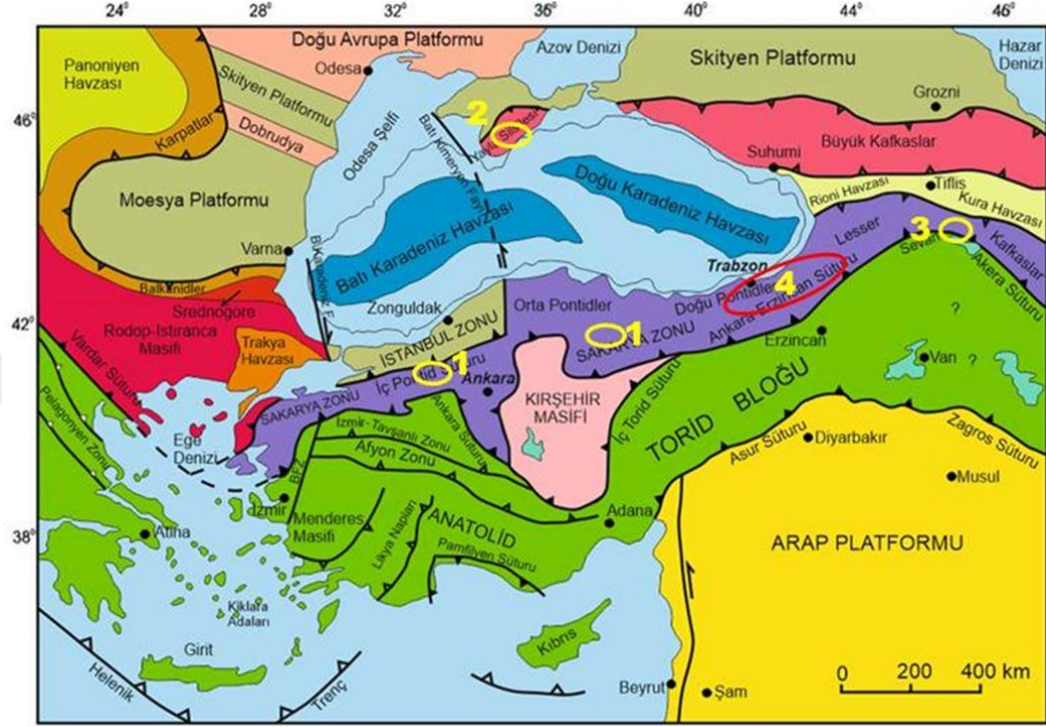 24°
28°
32°
36°
40°
44°
46°
Doğu Avrupa Platformu
Azov Denizi
Skityen Platformu
Hazar
Denizi
Panoniyen
Havzası
Odesa
Skityen Platformu
Grozni
46°
2
Karpatlar
Dobrudya
Odesa Şelfi
Batı Kimeryen Fayı
Büyük Kafkaslar
Suhumi
Tiflis
Rioni Havzası
Kura Havzası
Moesya Platformu
Doğu Karadeniz Havzası
Batı Karadeniz Havzası
Lesser
3
Sevan
Kafkaslar
Varna
B.Karadeniz F.
Trabzon
Akera Süturu
Balkanidler
Zonguldak
Orta Pontidler
Doğu Pontidler
4
Srednogore
42°
İSTANBUL ZONU
1
SAKARYA ZONU
Ankara Erzincan Süturu
?
Rodop-Istıranca
Masifi
Trakya
Havzası
Erzincan
Van
?
Vardar Süturu
İç Pontid Süturu
1
Ankara
SAKARYA ZONU
KIRŞEHİR
MASİFİ
İç Torid Süturu
TORİD BLOĞU
Pelagonyen Zonu
Ankara Süturu
İzmir-Tavşanlı Zonu
Ege
Denizi
Afyon Zonu
Asur Süturu
Diyarbakır
Zagros Süturu
BFZ
Musul
İzmir
Menderes
Masifi
ANATOLİD
Adana
38°
Atina
Likya Napları
Pamfilyen Süturu
ARAP PLATFORMU
Kiklara
Adaları
Kıbrıs
Girit
0 200 400 km
Helenik
Trenç
Beyrut
Şam